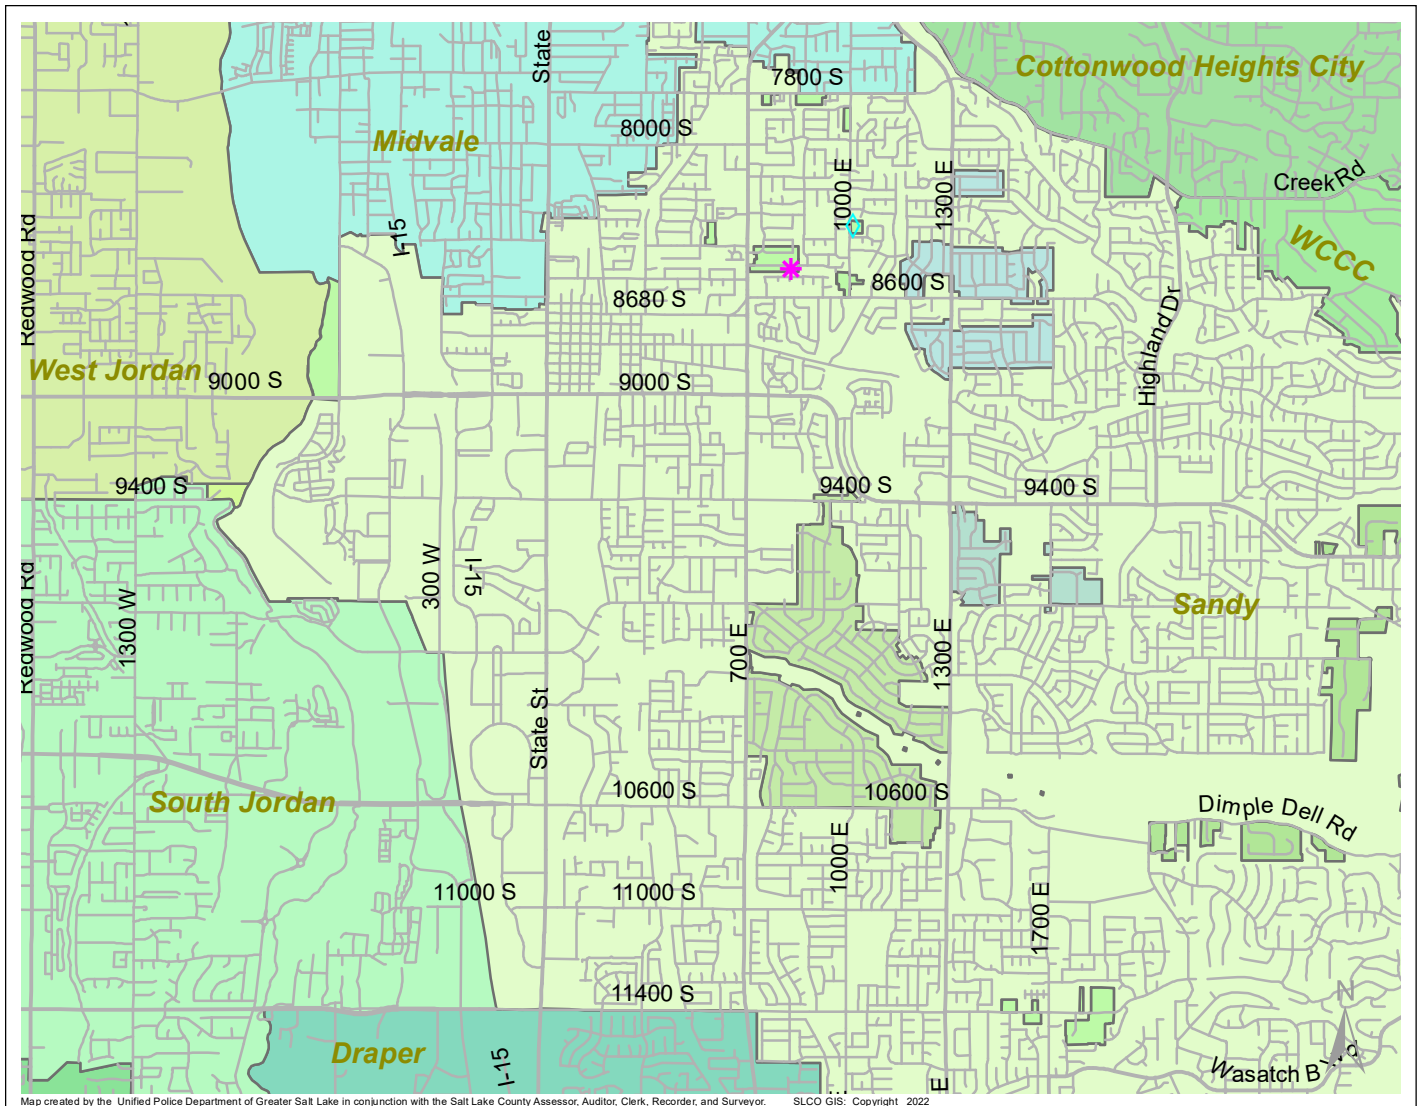 State
7800 S
Cottonwood Heights City
8000 S
Midvale
1000 E
1300 E
Creek Rd
Redwood Rd
I-15
WCCC
8600 S
8680 S
Highland Dr
West Jordan
9000 S
9000 S
9400 S
9400 S
9400 S
300 W
I-15
Redwood Rd
1300 W
Sandy
700 E
1300 E
State St
10600 S
10600 S
South Jordan
Dimple Dell Rd
1000 E
11000 S
11000 S
1700 E
11400 S
N
Draper
I-15
Wasatch Blvd
E
Map created by the Unified Police Department of Greater Salt Lake in conjunction with the Salt Lake County Assessor, Auditor, Clerk, Recorder, and Surveyor. SLCO GIS: Copyright 2022